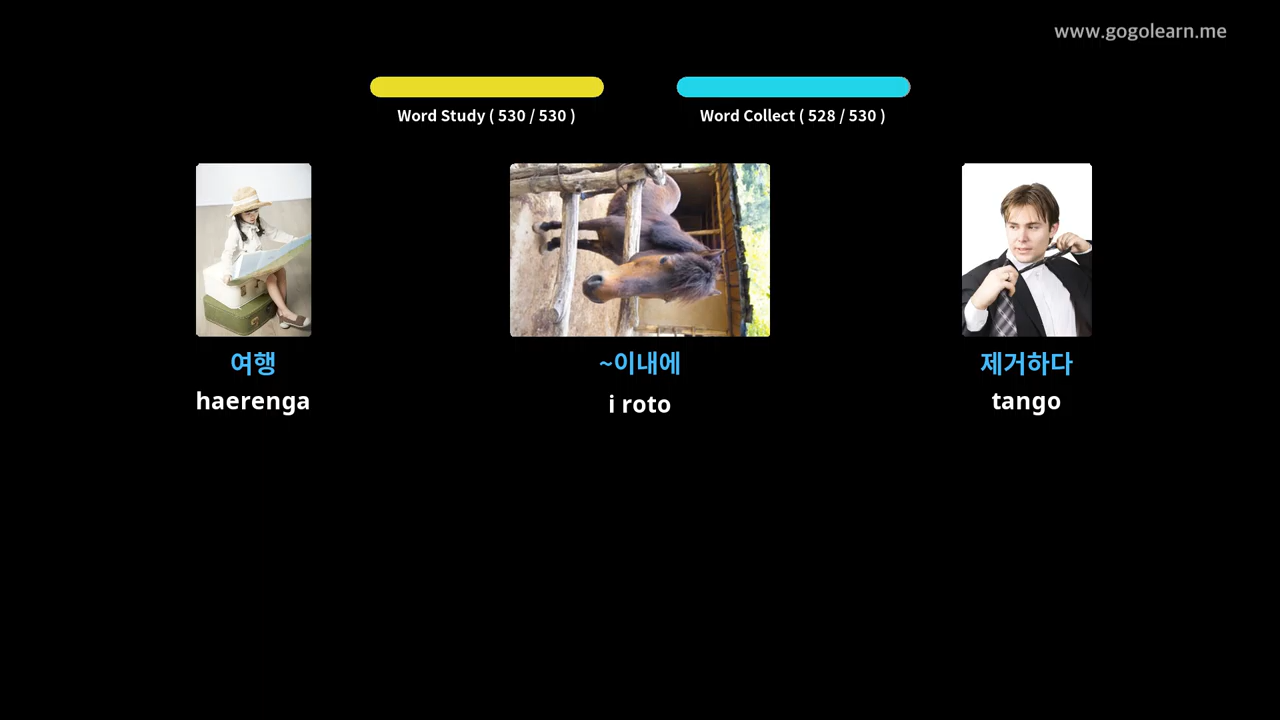 www.gogolearn.me
Word Study ( 530 / 530 )
Word Collect ( 528 / 530 )
여행
haerenga
~이내에
i roto
제거하다
tango